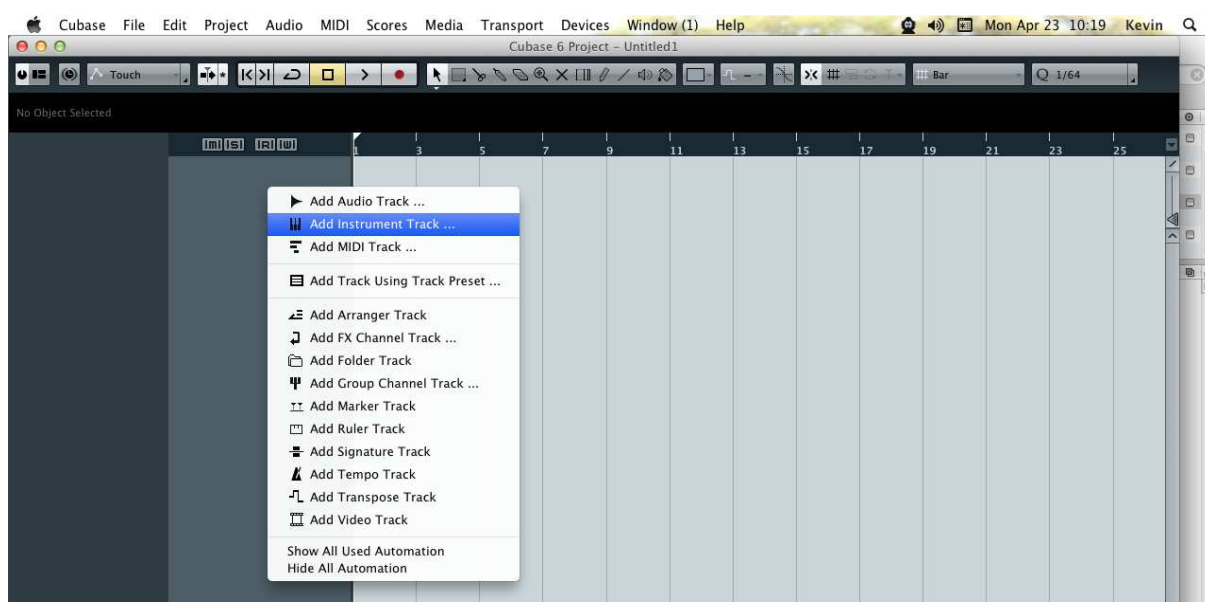 Cubase File Edit Project Audio MIDI Scores Media Transport Devices Window (1) Help Mon Apr 23 10:19 Kevin
Cubase 6 Project - Untitled1
Touch Bar Q 1/64
No Object Selected
[M] [S] [R] [W] 1 3 5 7 9 11 13 15 17 19 21 23 25
Add Audio Track ...
Add Instrument Track ...
Add MIDI Track ...
Add Track Using Track Preset ...
Add Arranger Track
Add FX Channel Track ...
Add Folder Track
Add Group Channel Track ...
Add Marker Track
Add Ruler Track
Add Signature Track
Add Tempo Track
Add Transpose Track
Add Video Track
Show All Used Automation
Hide All Automation